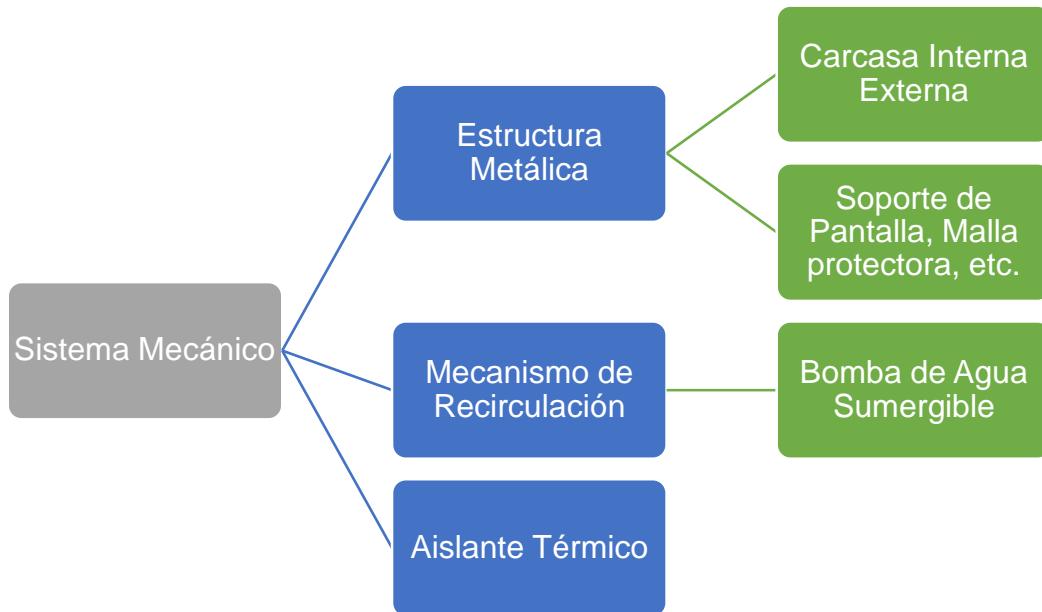 Sistema Mecánico
Estructura
Metálica
Carcasa Interna
Externa
Soporte de
Pantalla, Malla
protectora, etc.
Mecanismo de
Recirculación
Bomba de Agua
Sumergible
Aislante Térmico